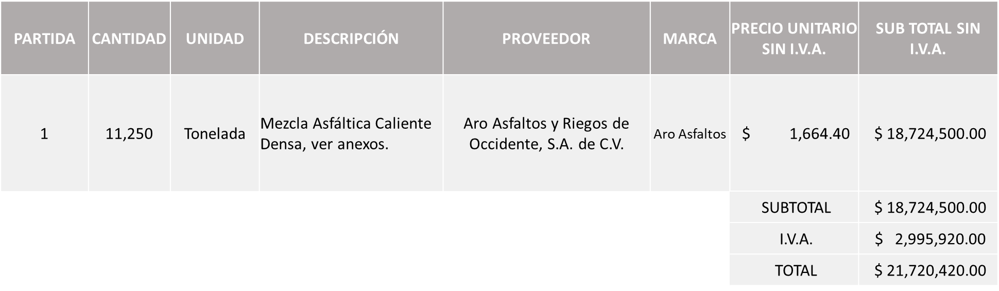 PARTIDA CANTIDAD UNIDAD DESCRIPCIÓN PROVEEDOR MARCA PRECIO UNITARIO SIN I.V.A. SUB TOTAL SIN I.V.A.
1 11,250 Tonelada Mezcla Asfáltica Caliente Densa, ver anexos. Aro Asfaltos y Riegos de Occidente, S.A. de C.V. Aro Asfaltos $ 1,664.40 $ 18,724,500.00
SUBTOTAL $ 18,724,500.00
I.V.A. $ 2,995,920.00
TOTAL $ 21,720,420.00